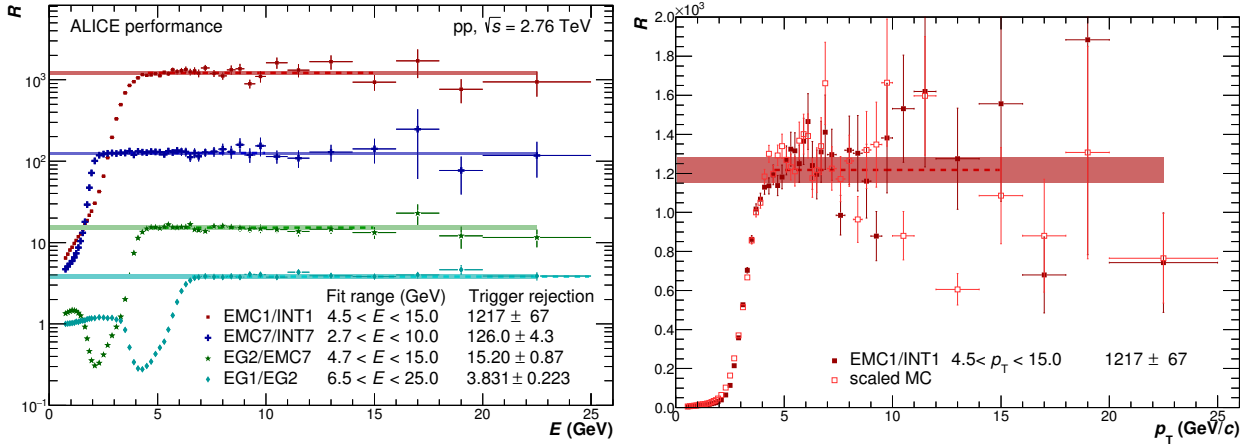 R
ALICE performance
pp, √s = 2.76 TeV
10³
10²
10
1
10⁻¹
Fit range (GeV) Trigger rejection
EMC1/INT1 4.5 < E < 15.0 1217 ± 67
EMC7/INT7 2.7 < E < 10.0 126.0 ± 4.3
EG2/EMC7 4.7 < E < 15.0 15.20 ± 0.87
EG1/EG2 6.5 < E < 25.0 3.831 ± 0.223
0 5 10 15 20 25
E (GeV)
R
×10³
2.0
1.8
1.6
1.4
1.2
1.0
0.8
0.6
0.4
0.2
0.0
EMC1/INT1 4.5< p_T < 15.0 1217 ± 67
scaled MC
0 5 10 15 20 25
p_T (GeV/c)